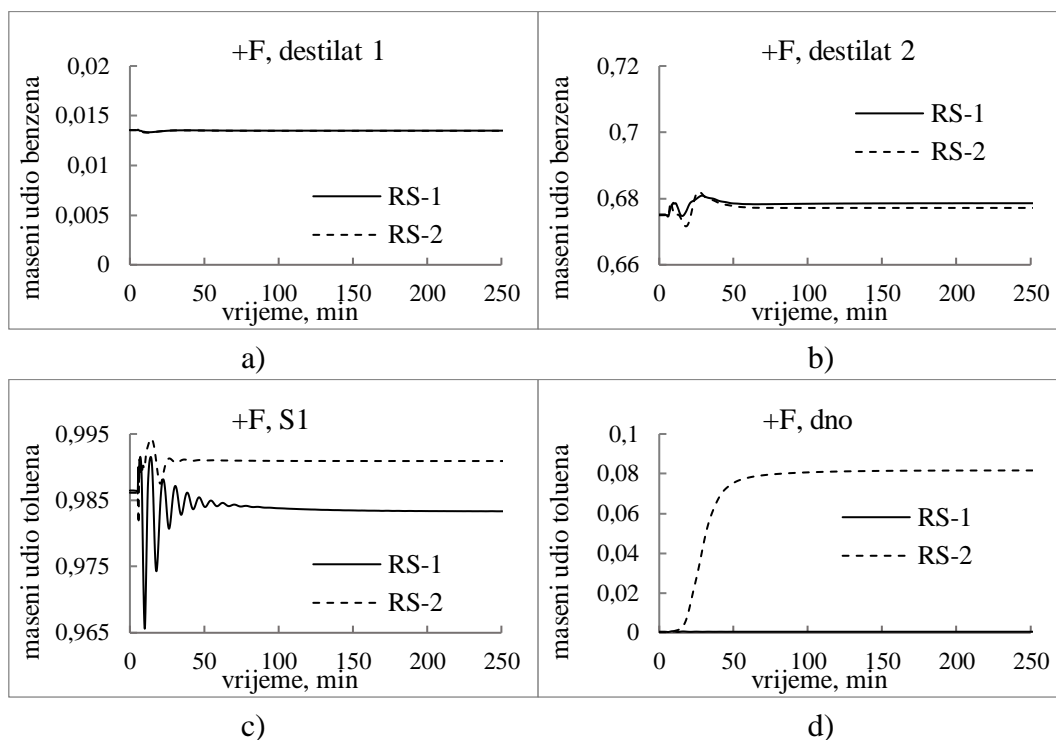 +F, destilat 1
maseni udio benzena
0,02
0,015
0,01
0,005
0
RS-1
RS-2
0 50 100 150 200 250
vrijeme, min
a)
+F, destilat 2
maseni udio benzena
0,72
0,7
0,68
0,66
RS-1
RS-2
0 50 100 150 200 250
vrijeme, min
b)
+F, S1
maseni udio toluena
0,995
0,985
0,975
0,965
RS-1
RS-2
0 50 100 150 200 250
vrijeme, min
c)
+F, dno
maseni udio toluena
0,1
0,08
0,06
0,04
0,02
0
RS-1
RS-2
0 50 100 150 200 250
vrijeme, min
d)